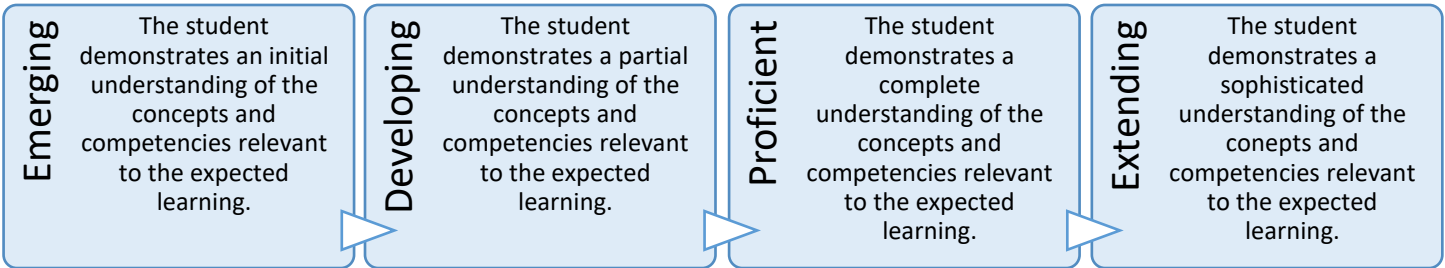 Emerging
The student
demonstrates an initial
understanding of the
concepts and
competencies relevant
to the expected
learning.
Developing
The student
demonstrates a partial
understanding of the
concepts and
competencies relevant
to the expected
learning.
Proficient
The student
demonstrates a
complete
understanding of the
concepts and
competencies relevant
to the expected
learning.
Extending
The student
demonstrates a
sophisticated
understanding of the
conepts and
competencies relevant
to the expected
learning.